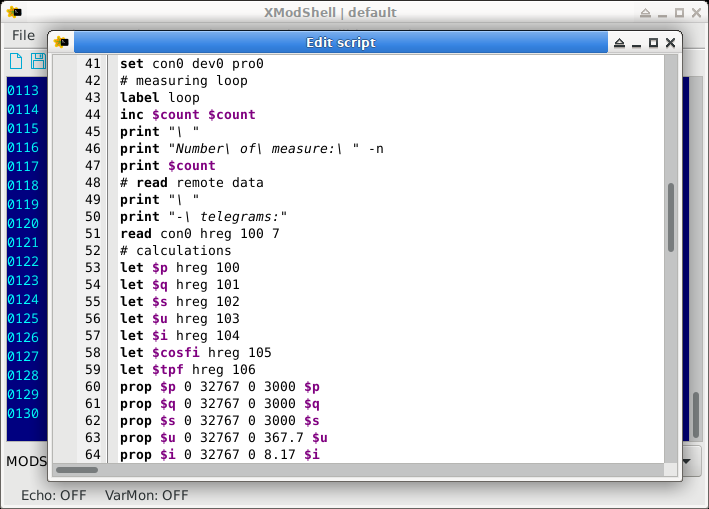 XModShell | default
File
Edit script
0113
0114
0115
0116
0117
0118
0119
0120
0121
0122
0123
0124
0125
0126
0127
0128
0129
0130
41 set con0 dev0 pro0
42 # measuring loop
43 label loop
44 inc $count $count
45 print "\ "
46 print "Number\ of\ measure:\ " -n
47 print $count
48 # read remote data
49 print "\ "
50 print "-\ telegrams:"
51 read con0 hreg 100 7
52 # calculations
53 let $p hreg 100
54 let $q hreg 101
55 let $s hreg 102
56 let $u hreg 103
57 let $i hreg 104
58 let $cosfi hreg 105
59 let $tpf hreg 106
60 prop $p 0 32767 0 3000 $p
61 prop $q 0 32767 0 3000 $q
62 prop $s 0 32767 0 3000 $s
63 prop $u 0 32767 0 367.7 $u
64 prop $i 0 32767 0 8.17 $i
MODS
Echo: OFF VarMon: OFF